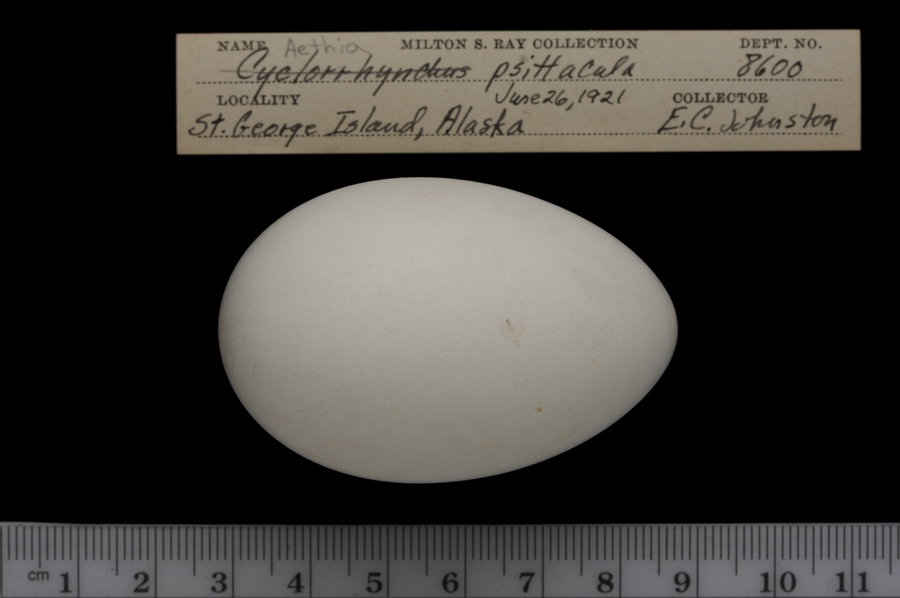 NAME Aethia MILTON S. RAY COLLECTION DEPT. NO.
Cyclorrhynchus psittacula 8600
LOCALITY June 26, 1921 COLLECTOR
St. George Island, Alaska E.C. Johnston
cm 1 2 3 4 5 6 7 8 9 10 11